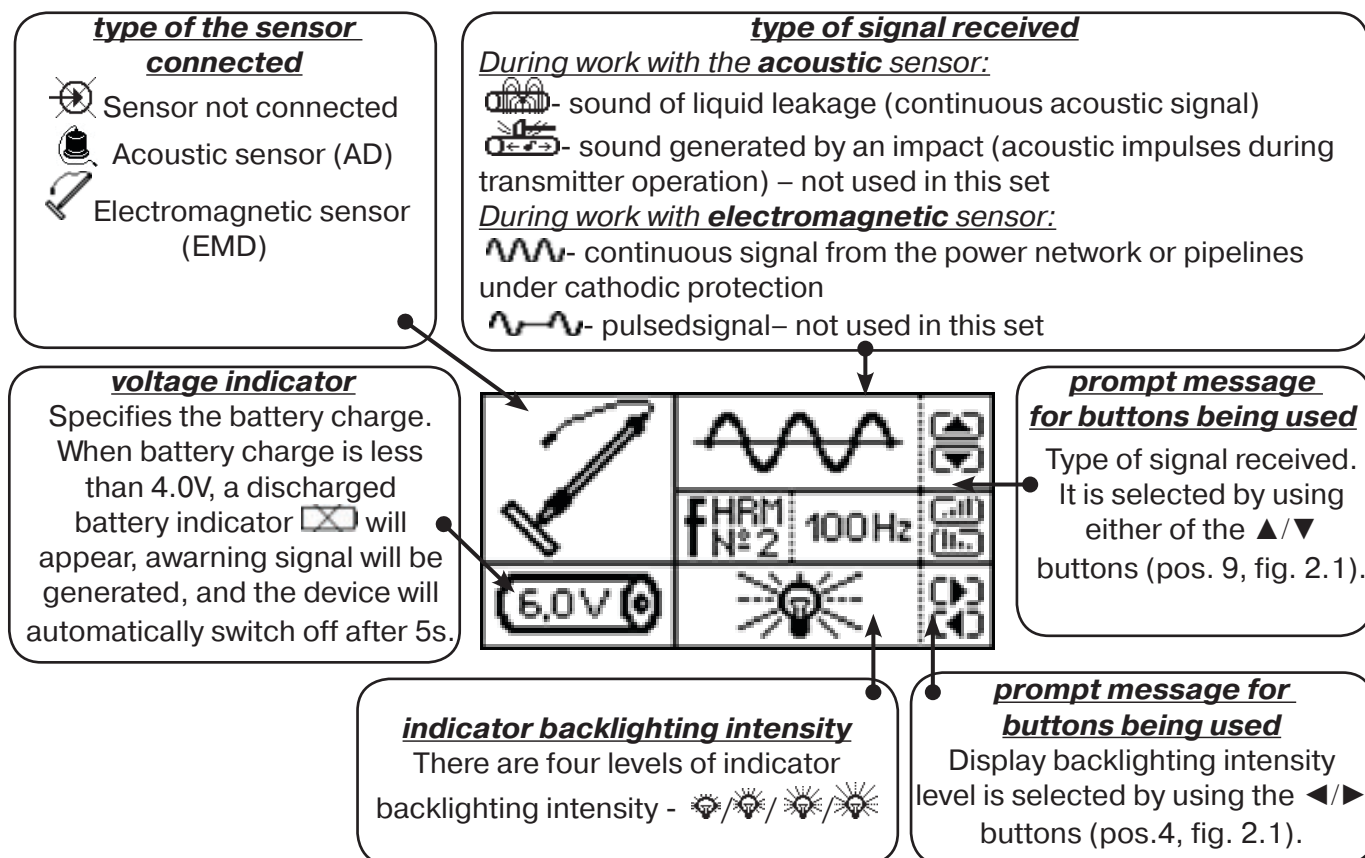 type of the sensor
connected
Sensor not connected
Acoustic sensor (AD)
Electromagnetic sensor
(EMD)
type of signal received
During work with the acoustic sensor:
- sound of liquid leakage (continuous acoustic signal)
- sound generated by an impact (acoustic impulses during
transmitter operation) – not used in this set
During work with electromagnetic sensor:
- continuous signal from the power network or pipelines
under cathodic protection
- pulsedsignal– not used in this set
voltage indicator
Specifies the battery charge.
When battery charge is less
than 4.0V, a discharged
battery indicator will
appear, awarning signal will be
generated, and the device will
automatically switch off after 5s.
f HRM
Nº2
100Hz
6.0V
prompt message
for buttons being used
Type of signal received.
It is selected by using
either of the ▲/▼
buttons (pos. 9, fig. 2.1).
indicator backlighting intensity
There are four levels of indicator
backlighting intensity - / / /
prompt message for
buttons being used
Display backlighting intensity
level is selected by using the ◄/►
buttons (pos.4, fig. 2.1).